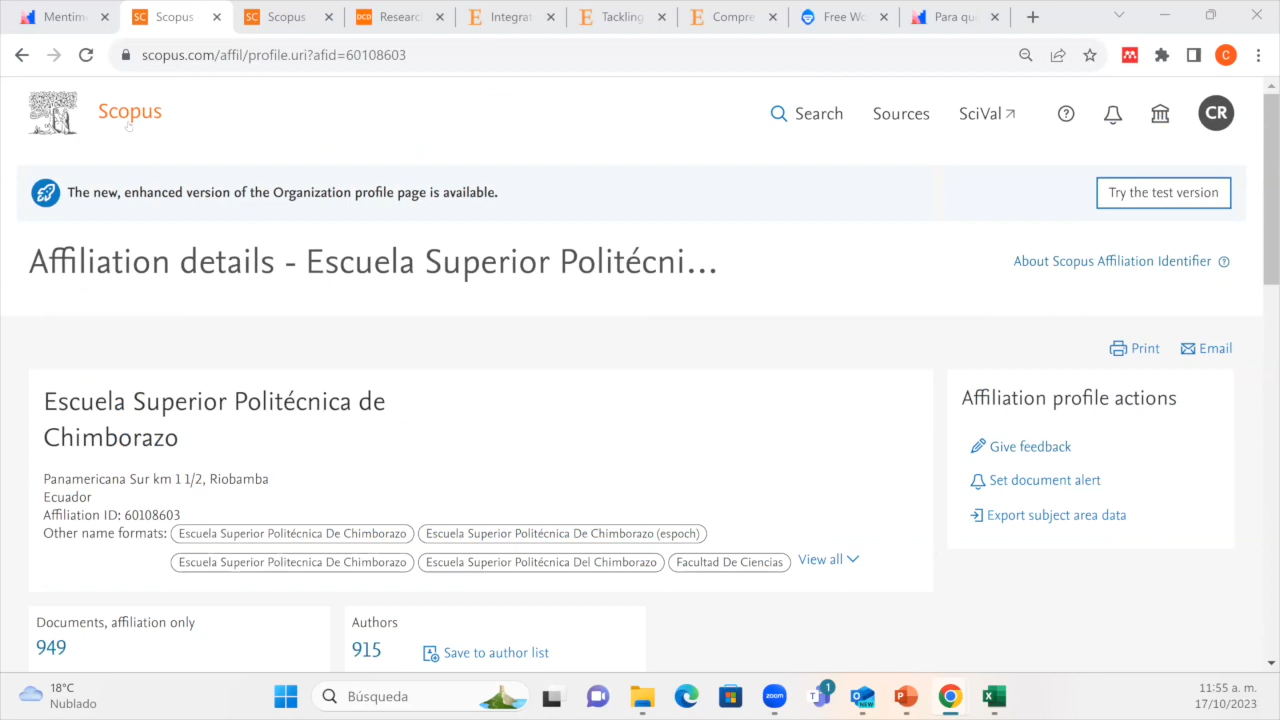 Mentime
Scopus
Scopus
DCD
Researc
Integrat
Tackling
Compre
Free Wo
Para qu
scopus.com/affil/profile.uri?afid=60108603
C
Scopus
Search
Sources
SciVal
CR
The new, enhanced version of the Organization profile page is available.
Try the test version
Affiliation details - Escuela Superior Politécni...
About Scopus Affiliation Identifier
Print
Email
Escuela Superior Politécnica de
Chimborazo
Panamericana Sur km 1 1/2, Riobamba
Ecuador
Affiliation ID: 60108603
Other name formats: Escuela Superior Politécnica De Chimborazo Escuela Superior Politécnica De Chimborazo (espoch)
Escuela Superior Politecnica De Chimborazo Escuela Superior Politécnica Del Chimborazo Facultad De Ciencias View all
Affiliation profile actions
Give feedback
Set document alert
Export subject area data
Documents, affiliation only
949
Authors
915
Save to author list
18°C
Nublado
Búsqueda
zoom
1
NEW
11:55 a. m.
17/10/2023